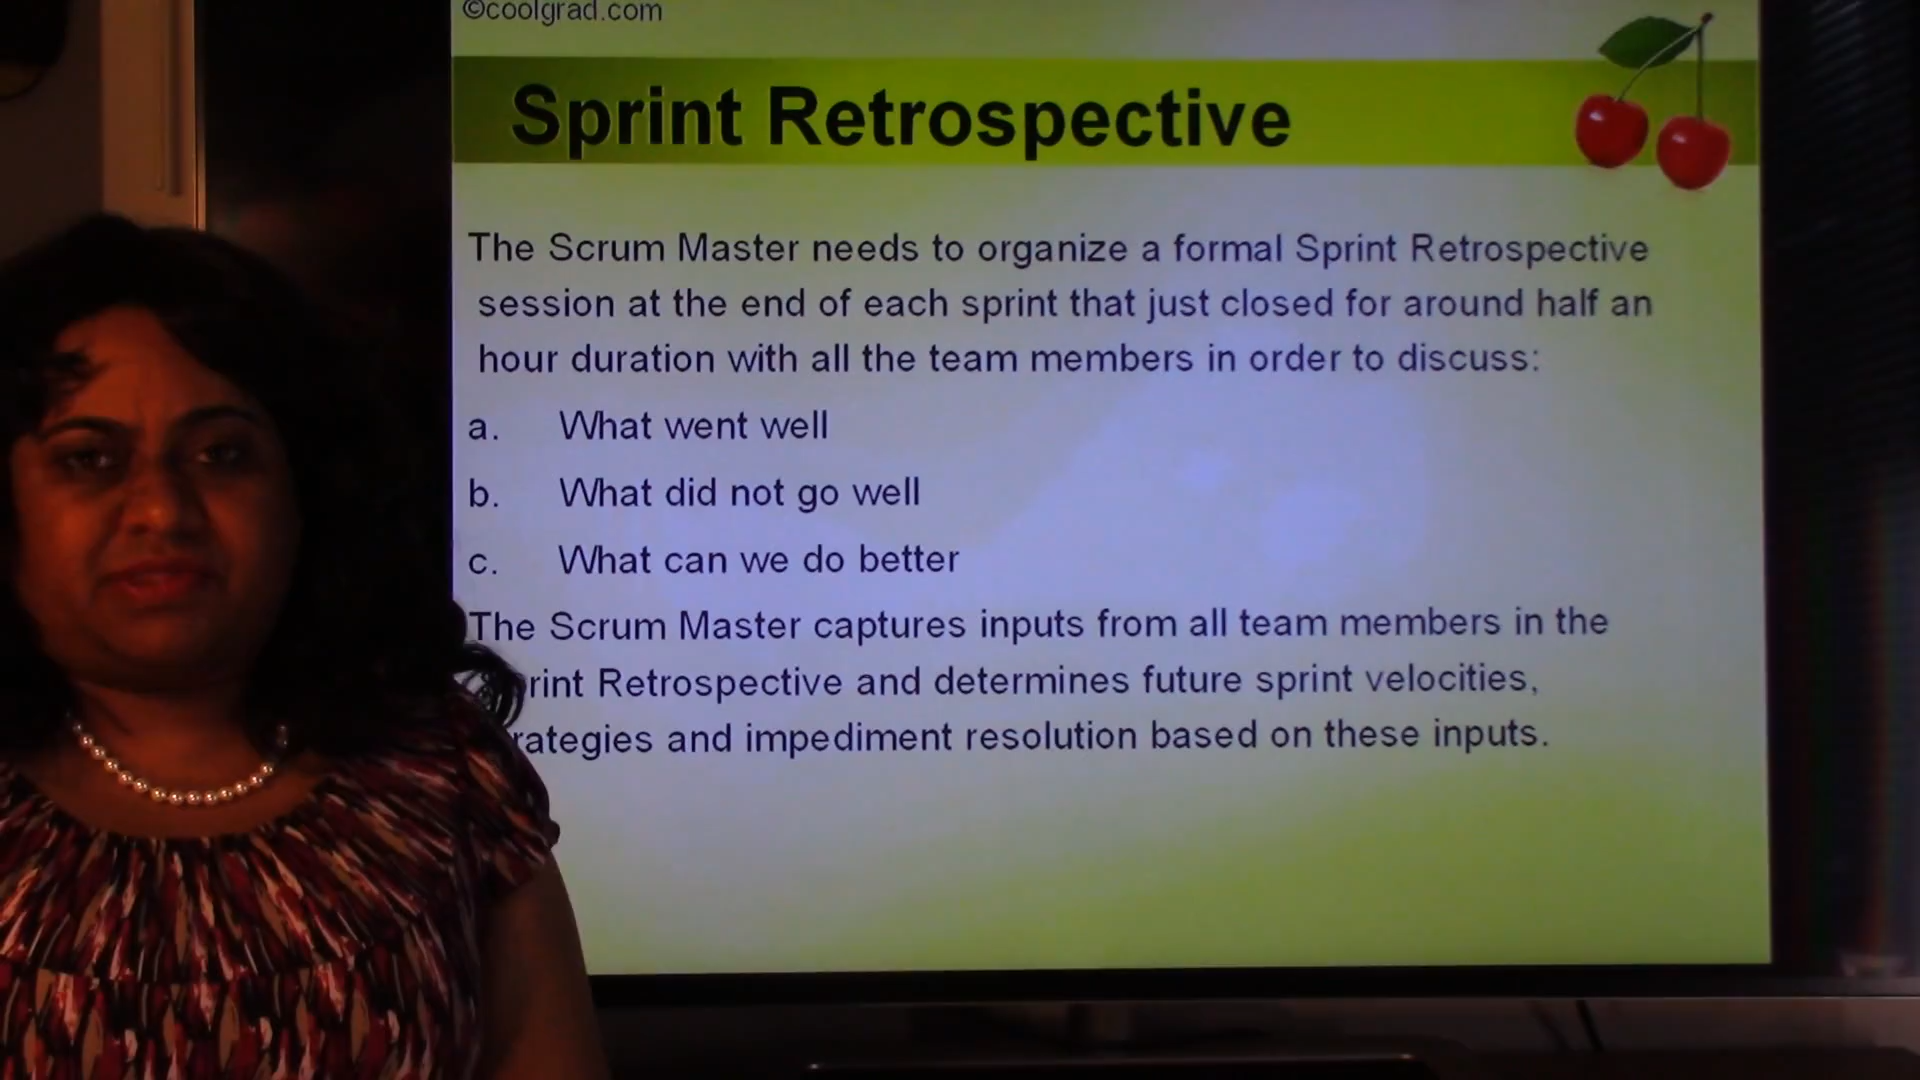 ©coolgrad.com
Sprint Retrospective
The Scrum Master needs to organize a formal Sprint Retrospective
session at the end of each sprint that just closed for around half an
hour duration with all the team members in order to discuss:
a. What went well
b. What did not go well
c. What can we do better
The Scrum Master captures inputs from all team members in the
rint Retrospective and determines future sprint velocities,
rategies and impediment resolution based on these inputs.